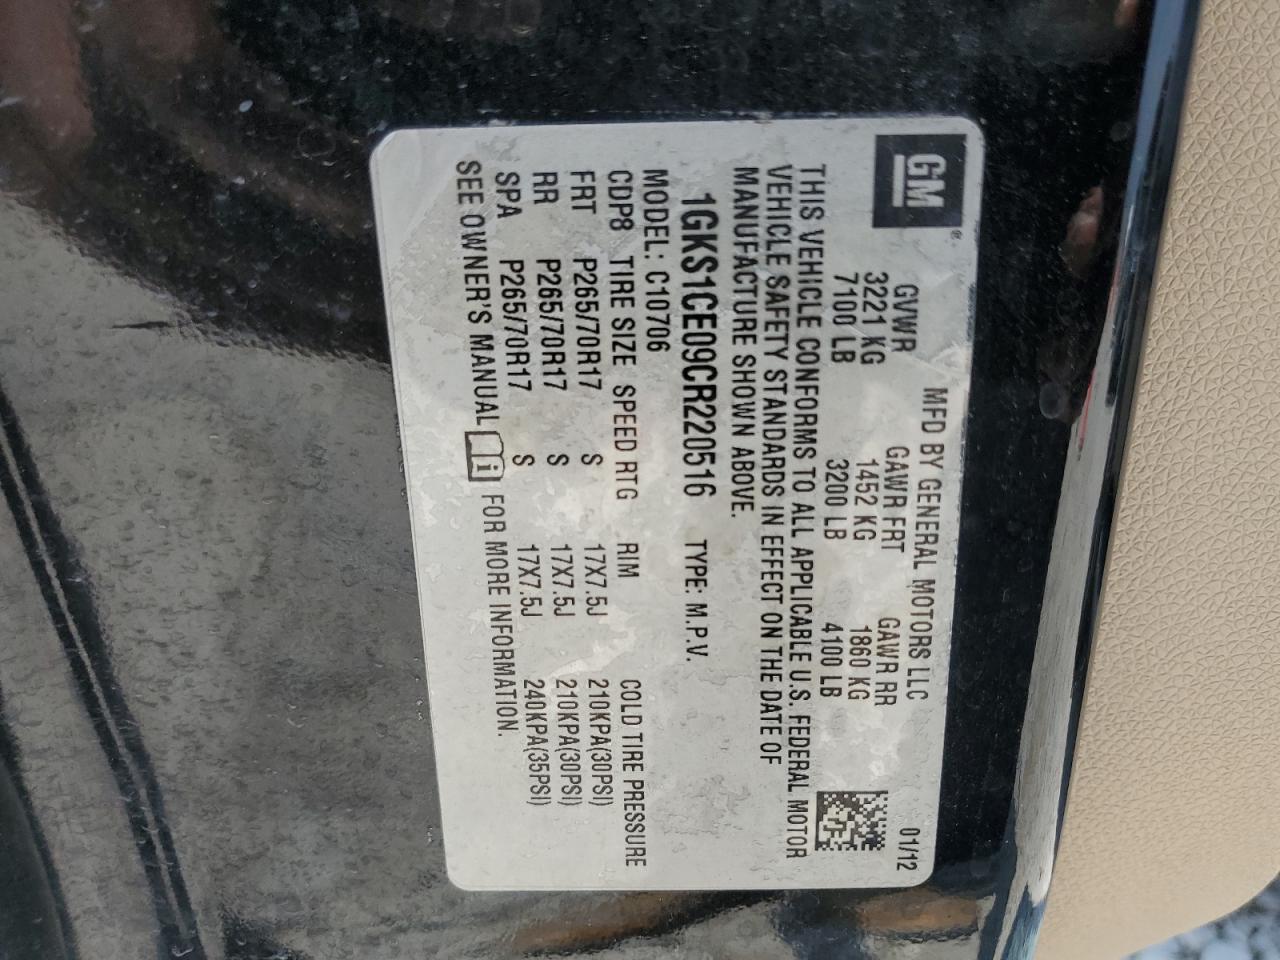 GM®
MFD BY GENERAL MOTORS LLC 01/12
GVWR GAWR FRT GAWR RR
3221 KG 1452 KG 1860 KG
7100 LB 3200 LB 4100 LB
THIS VEHICLE CONFORMS TO ALL APPLICABLE U.S. FEDERAL MOTOR
VEHICLE SAFETY STANDARDS IN EFFECT ON THE DATE OF
MANUFACTURE SHOWN ABOVE.
1GKS1CE09CR220516 TYPE: M.P.V.
MODEL: C10706
CDP8 TIRE SIZE SPEED RTG RIM COLD TIRE PRESSURE
FRT P265/70R17 S 17X7.5J 210KPA(30PSI)
RR P265/70R17 S 17X7.5J 210KPA(30PSI)
SPA P265/70R17 S 17X7.5J 240KPA(35PSI)
SEE OWNER'S MANUAL i FOR MORE INFORMATION.